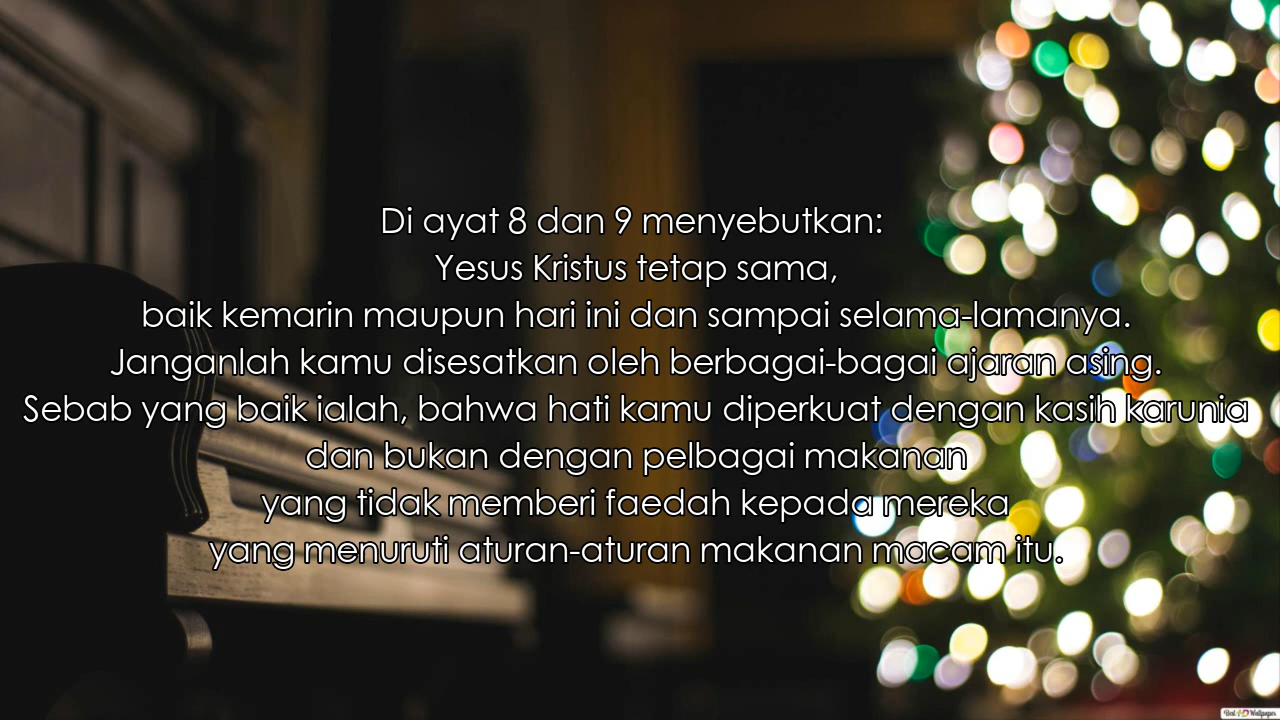 Di ayat 8 dan 9 menyebutkan:
Yesus Kristus tetap sama,
baik kemarin maupun hari ini dan sampai selama-lamanya.
Janganlah kamu disesatkan oleh berbagai-bagai ajaran asing.
Sebab yang baik ialah, bahwa hati kamu diperkuat dengan kasih karunia
dan bukan dengan pelbagai makanan
yang tidak memberi faedah kepada mereka
yang menuruti aturan-aturan makanan macam itu.